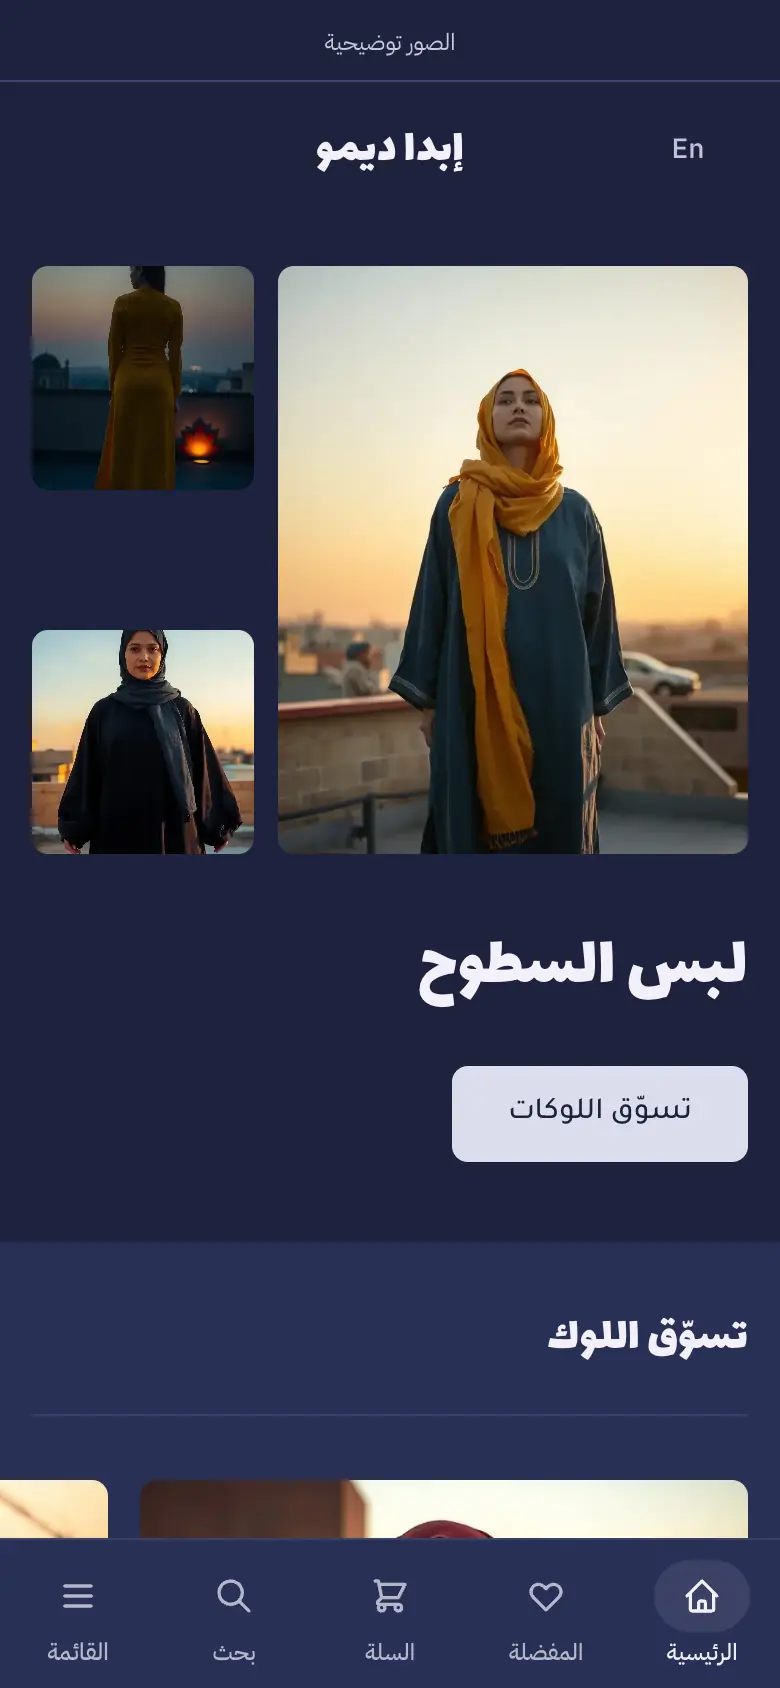 الصور توضيحية
En
إبدا ديمو
لبس السطوح
تسوّق اللوكات
تسوّق اللوك
الرئيسية
المفضلة
السلة
بحث
القائمة